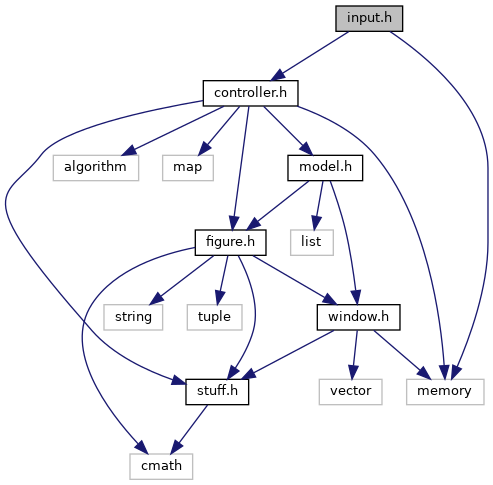 input.h
controller.h
algorithm
map
model.h
figure.h
list
string
tuple
window.h
stuff.h
vector
memory
cmath